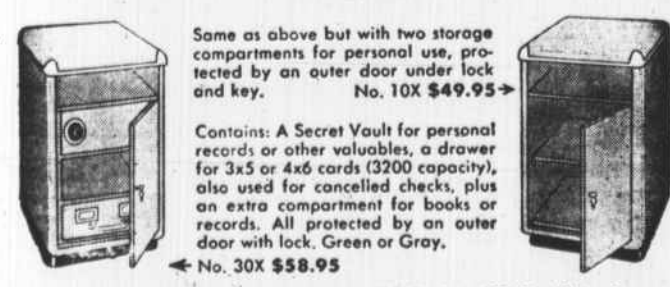 Same as above but with two storage
compartments for personal use, pro-
tected by an outer door under lock
and key. No. 10X $49.95→
Contains: A Secret Vault for personal
records or other valuables, a drawer
for 3x5 or 4x6 cards (3200 capacity),
also used for cancelled checks, plus
an extra compartment for books or
records. All protected by an outer
door with lock. Green or Gray.
← No. 30X $58.95